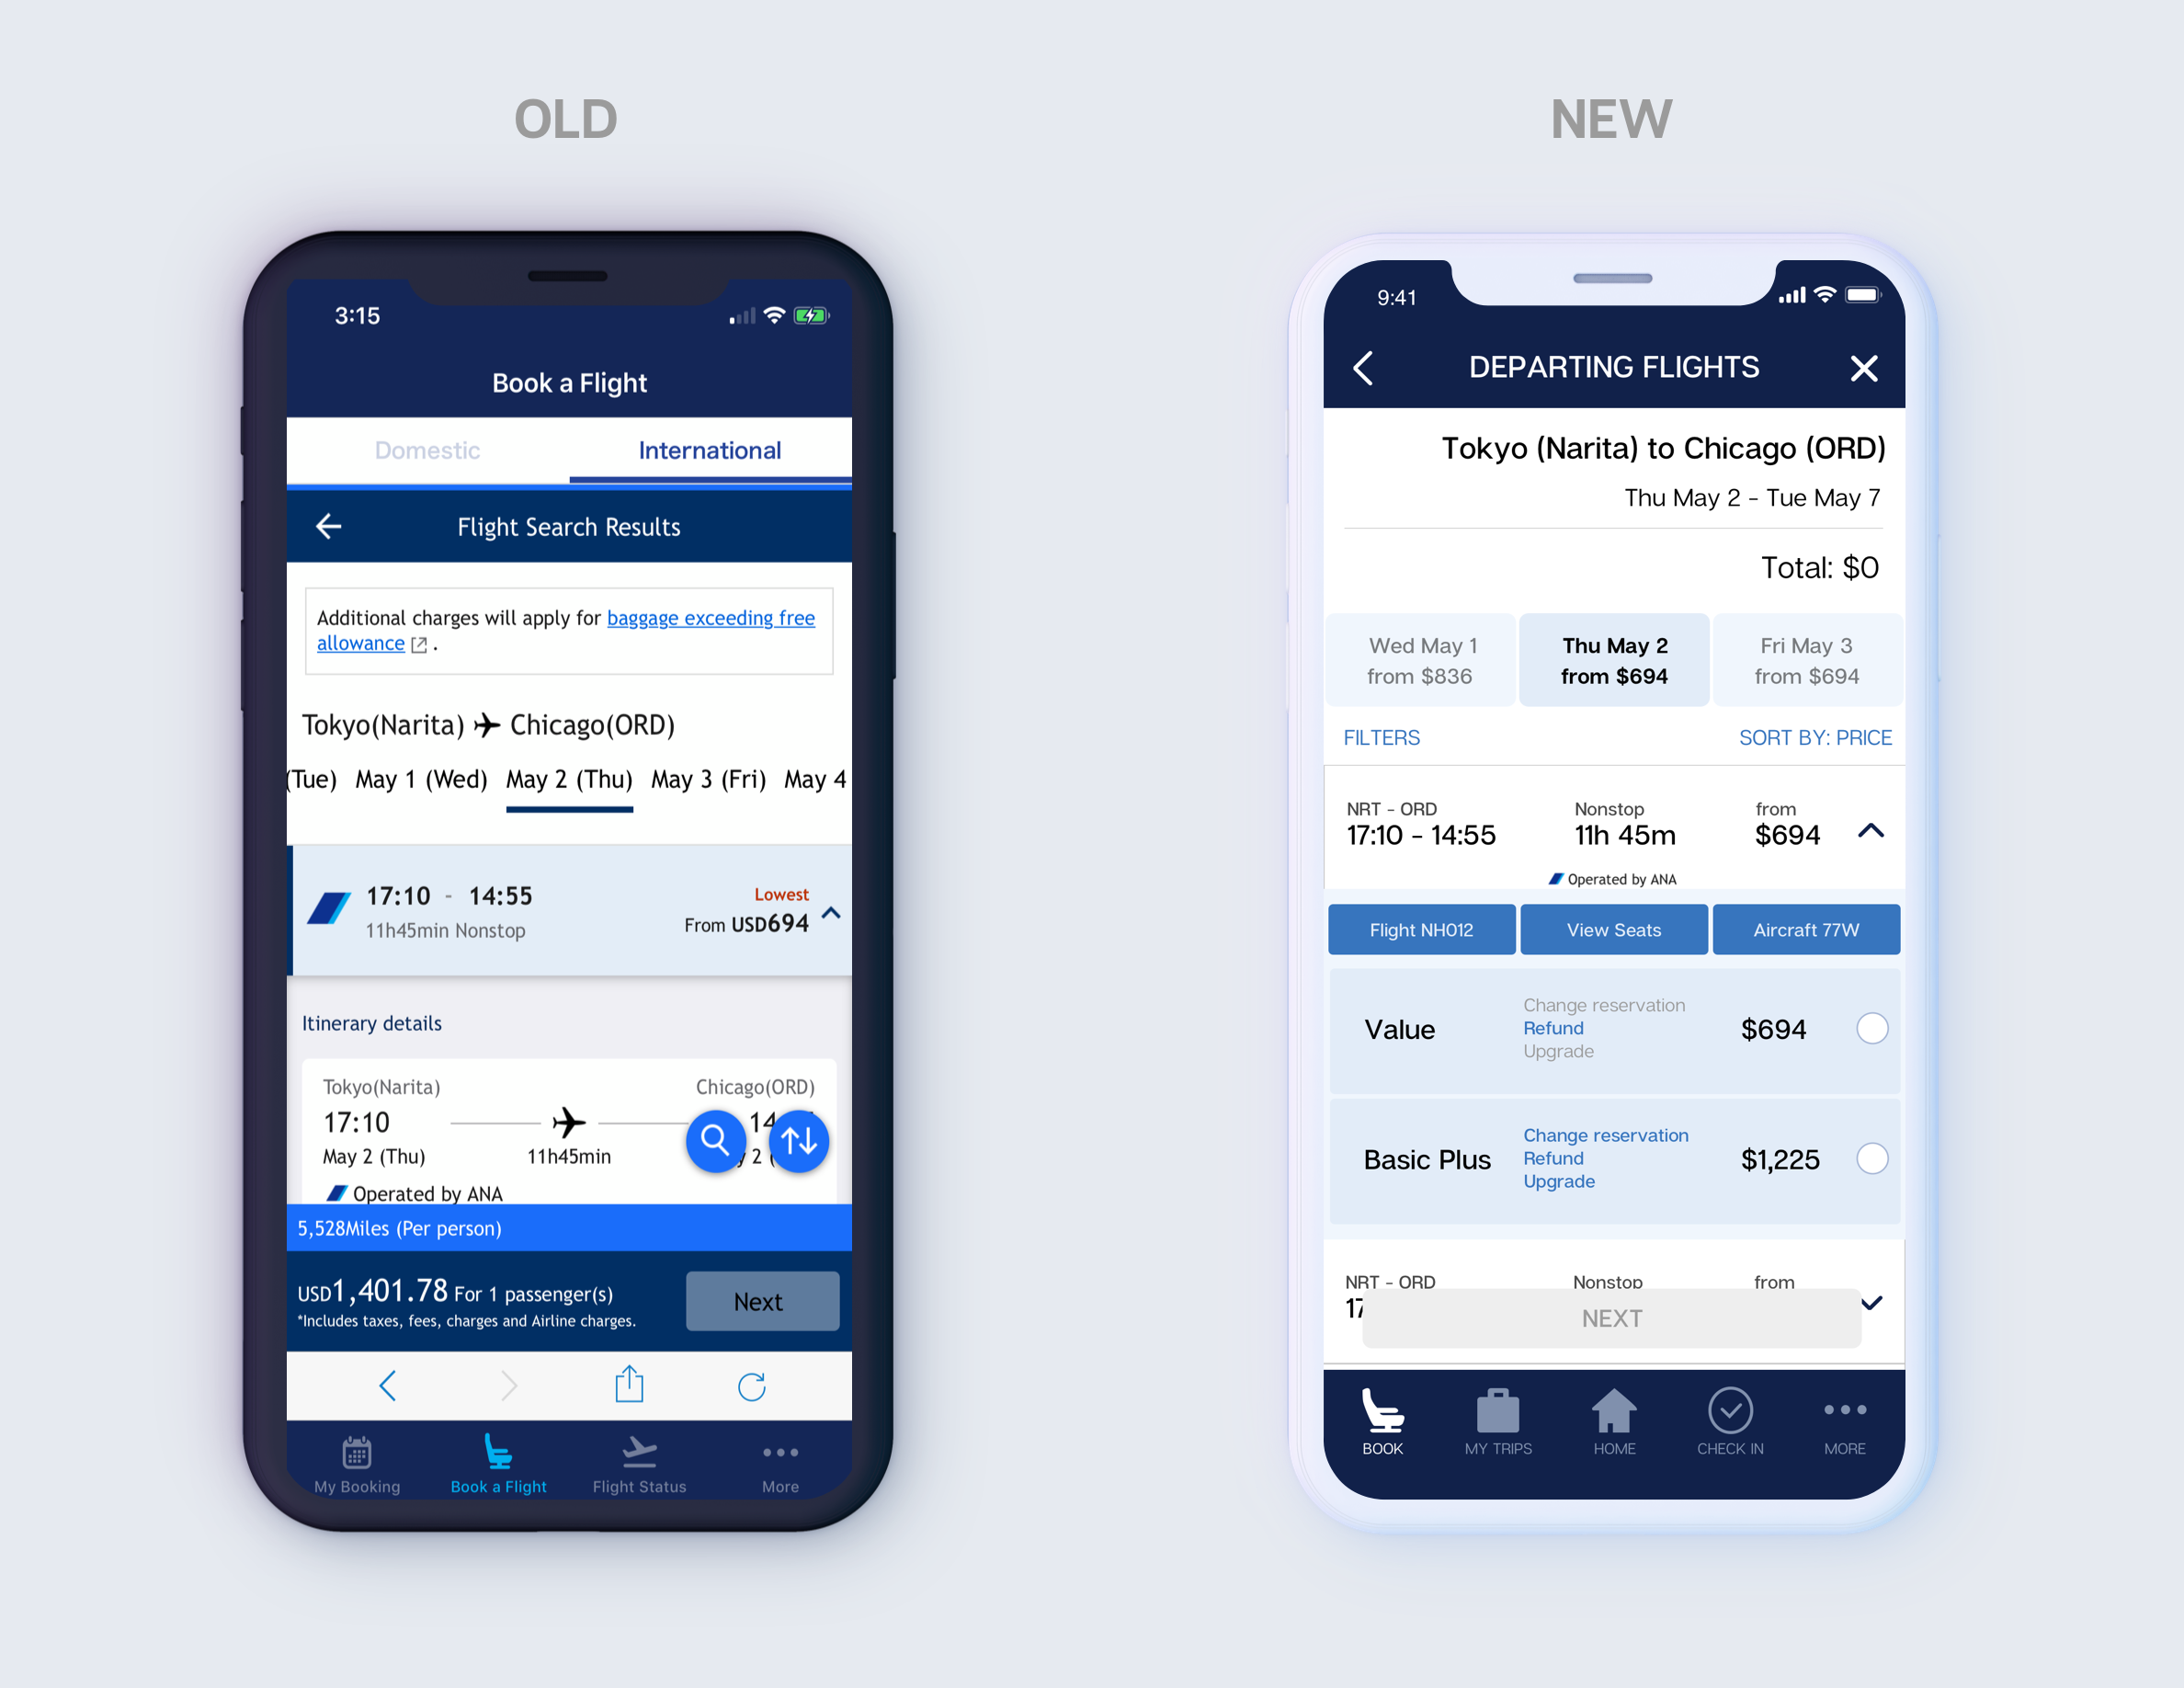 OLD
3:15
Book a Flight
Domestic International
Flight Search Results
Additional charges will apply for baggage exceeding free
allowance .
Tokyo(Narita) Chicago(ORD)
(Tue) May 1 (Wed) May 2 (Thu) May 3 (Fri) May 4
17:10 - 14:55
11h45min Nonstop
Lowest
From USD694
Itinerary details
Tokyo(Narita) Chicago(ORD)
17:10 14
May 2 (Thu) 11h45min 2 (
Operated by ANA
5,528Miles (Per person)
USD1,401.78 For 1 passenger(s)
*Includes taxes, fees, charges and Airline charges.
Next
My Booking Book a Flight Flight Status More
NEW
9:41
DEPARTING FLIGHTS
Tokyo (Narita) to Chicago (ORD)
Thu May 2 - Tue May 7
Total: $0
Wed May 1
from $836
Thu May 2
from $694
Fri May 3
from $694
FILTERS SORT BY: PRICE
NRT - ORD Nonstop from
17:10 - 14:55 11h 45m $694
Operated by ANA
Flight NH012 View Seats Aircraft 77W
Value
Change reservation
Refund
Upgrade
$694
Basic Plus
Change reservation
Refund
Upgrade
$1,225
NRT - ORD Nonstop from
17
NEXT
BOOK MY TRIPS HOME CHECK IN MORE